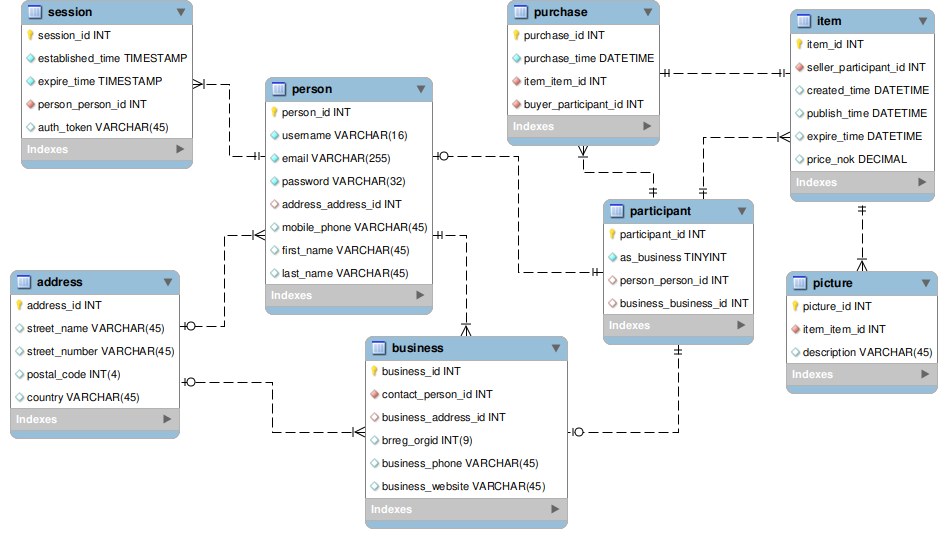 session
session_id INT
established_time TIMESTAMP
expire_time TIMESTAMP
person_person_id INT
auth_token VARCHAR(45)
Indexes
person
person_id INT
username VARCHAR(16)
email VARCHAR(255)
password VARCHAR(32)
address_address_id INT
mobile_phone VARCHAR(45)
first_name VARCHAR(45)
last_name VARCHAR(45)
Indexes
purchase
purchase_id INT
purchase_time DATETIME
item_item_id INT
buyer_participant_id INT
Indexes
item
item_id INT
seller_participant_id INT
created_time DATETIME
publish_time DATETIME
expire_time DATETIME
price_nok DECIMAL
Indexes
participant
participant_id INT
as_business TINYINT
person_person_id INT
business_business_id INT
Indexes
address
address_id INT
street_name VARCHAR(45)
street_number VARCHAR(45)
postal_code INT(4)
country VARCHAR(45)
Indexes
business
business_id INT
contact_person_id INT
business_address_id INT
brreg_orgid INT(9)
business_phone VARCHAR(45)
business_website VARCHAR(45)
Indexes
picture
picture_id INT
item_item_id INT
description VARCHAR(45)
Indexes